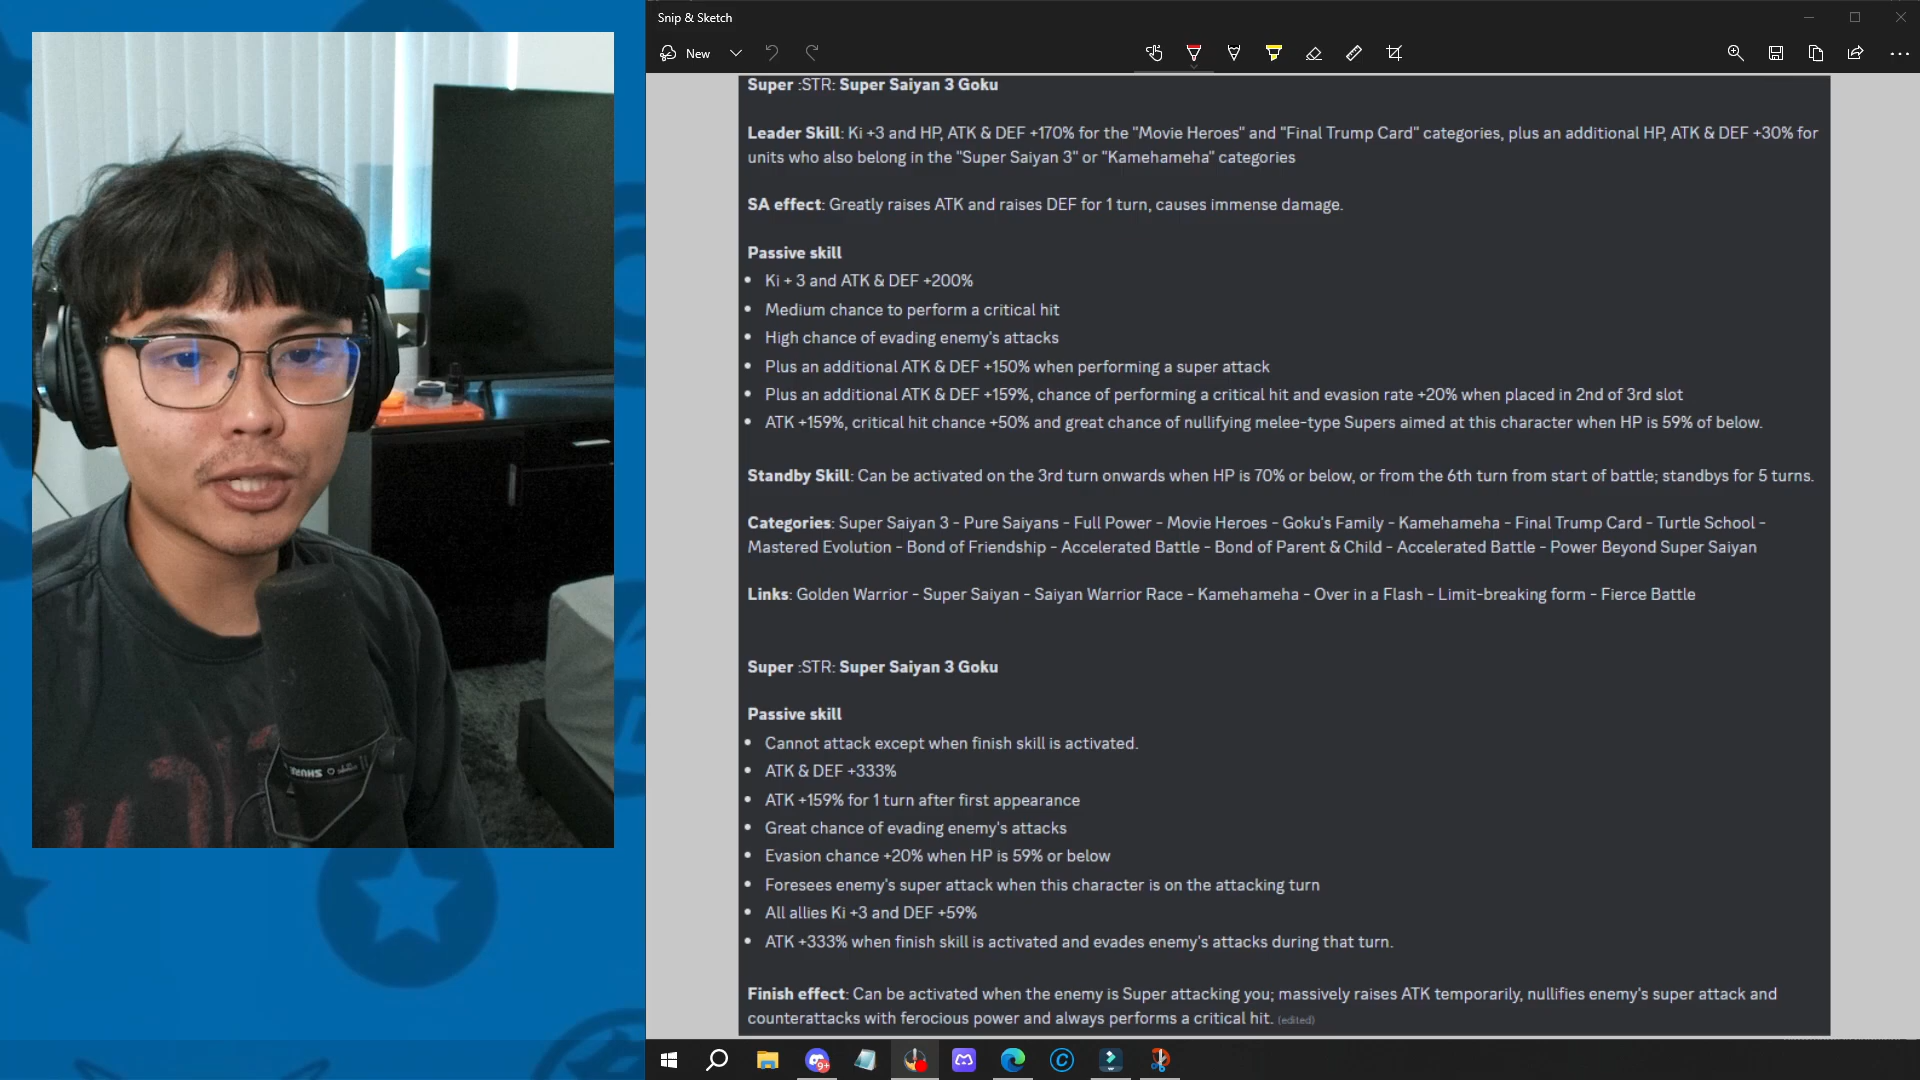 Snip & Sketch
New
Super :STR: Super Saiyan 3 Goku
Leader Skill: Ki +3 and HP, ATK & DEF +170% for the "Movie Heroes" and "Final Trump Card" categories, plus an additional HP, ATK & DEF +30% for
units who also belong in the "Super Saiyan 3" or "Kamehameha" categories
SA effect: Greatly raises ATK and raises DEF for 1 turn, causes immense damage.
Passive skill
• Ki + 3 and ATK & DEF +200%
• Medium chance to perform a critical hit
• High chance of evading enemy's attacks
• Plus an additional ATK & DEF +150% when performing a super attack
• Plus an additional ATK & DEF +159%, chance of performing a critical hit and evasion rate +20% when placed in 2nd of 3rd slot
• ATK +159%, critical hit chance +50% and great chance of nullifying melee-type Supers aimed at this character when HP is 59% of below.
Standby Skill: Can be activated on the 3rd turn onwards when HP is 70% or below, or from the 6th turn from start of battle; standbys for 5 turns.
Categories: Super Saiyan 3 - Pure Saiyans - Full Power - Movie Heroes - Goku's Family - Kamehameha - Final Trump Card - Turtle School -
Mastered Evolution - Bond of Friendship - Accelerated Battle - Bond of Parent & Child - Accelerated Battle - Power Beyond Super Saiyan
Links: Golden Warrior - Super Saiyan - Saiyan Warrior Race - Kamehameha - Over in a Flash - Limit-breaking form - Fierce Battle
Super :STR: Super Saiyan 3 Goku
Passive skill
• Cannot attack except when finish skill is activated.
• ATK & DEF +333%
• ATK +159% for 1 turn after first appearance
• Great chance of evading enemy's attacks
• Evasion chance +20% when HP is 59% or below
• Foresees enemy's super attack when this character is on the attacking turn
• All allies Ki +3 and DEF +59%
• ATK +333% when finish skill is activated and evades enemy's attacks during that turn.
Finish effect: Can be activated when the enemy is Super attacking you; massively raises ATK temporarily, nullifies enemy's super attack and
counterattacks with ferocious power and always performs a critical hit. (edited)
SHURE
9+